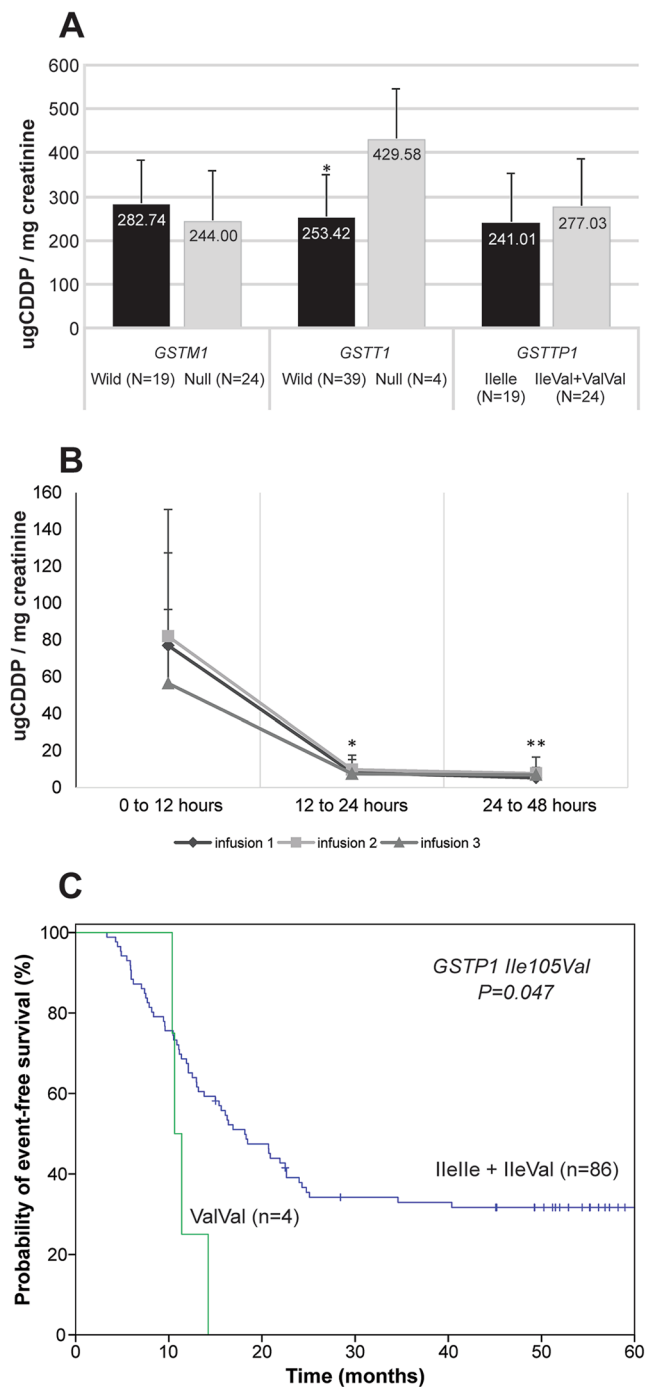 A
ugCDDP / mg creatinine
600
500
400
300
200
100
0
282.74
244.00
*
253.42
429.58
241.01
277.03
GSTM1
GSTT1
GSTTP1
Wild (N=19) Null (N=24)
Wild (N=39) Null (N=4)
IleIle (N=19)
IleVal+ValVal (N=24)
B
ugCDDP / mg creatinine
160
140
120
100
80
60
40
20
0
*
**
0 to 12 hours
12 to 24 hours
24 to 48 hours
infusion 1
infusion 2
infusion 3
C
Probability of event-free survival (%)
100
80
60
40
20
0
GSTP1 IIe105Val
P=0.047
IleIle + IleVal (n=86)
ValVal (n=4)
0
10
20
30
40
50
60
Time (months)